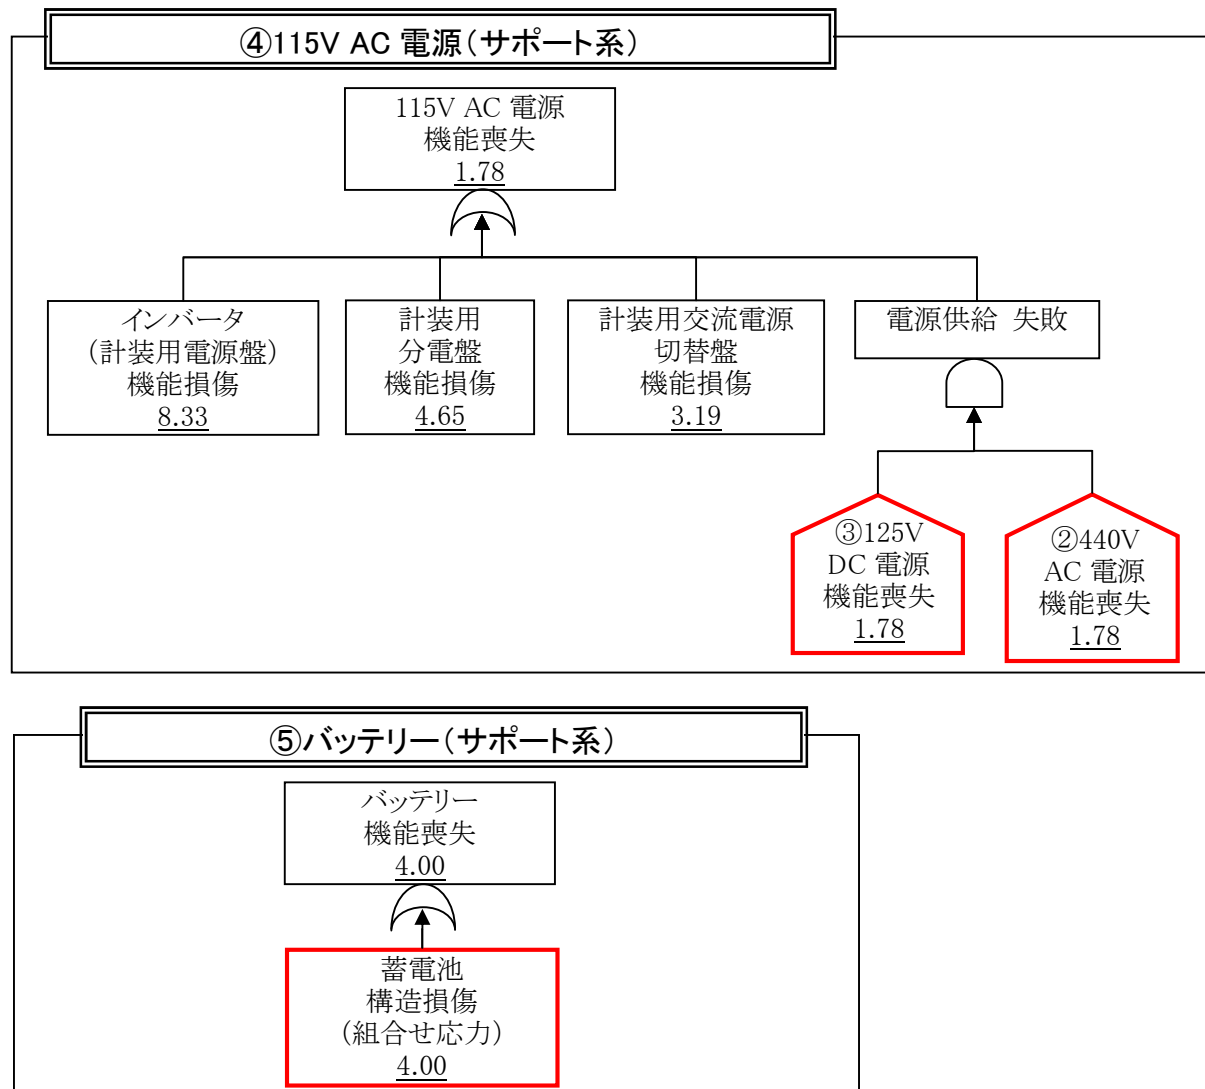 ④115V AC 電源(サポート系)
115V AC 電源
機能喪失
1.78
インバータ
(計装用電源盤)
機能損傷
8.33
計装用
分電盤
機能損傷
4.65
計装用交流電源
切替盤
機能損傷
3.19
電源供給 失敗
③125V
DC 電源
機能喪失
1.78
②440V
AC 電源
機能喪失
1.78
⑤バッテリー(サポート系)
バッテリー
機能喪失
4.00
蓄電池
構造損傷
(組合せ応力)
4.00